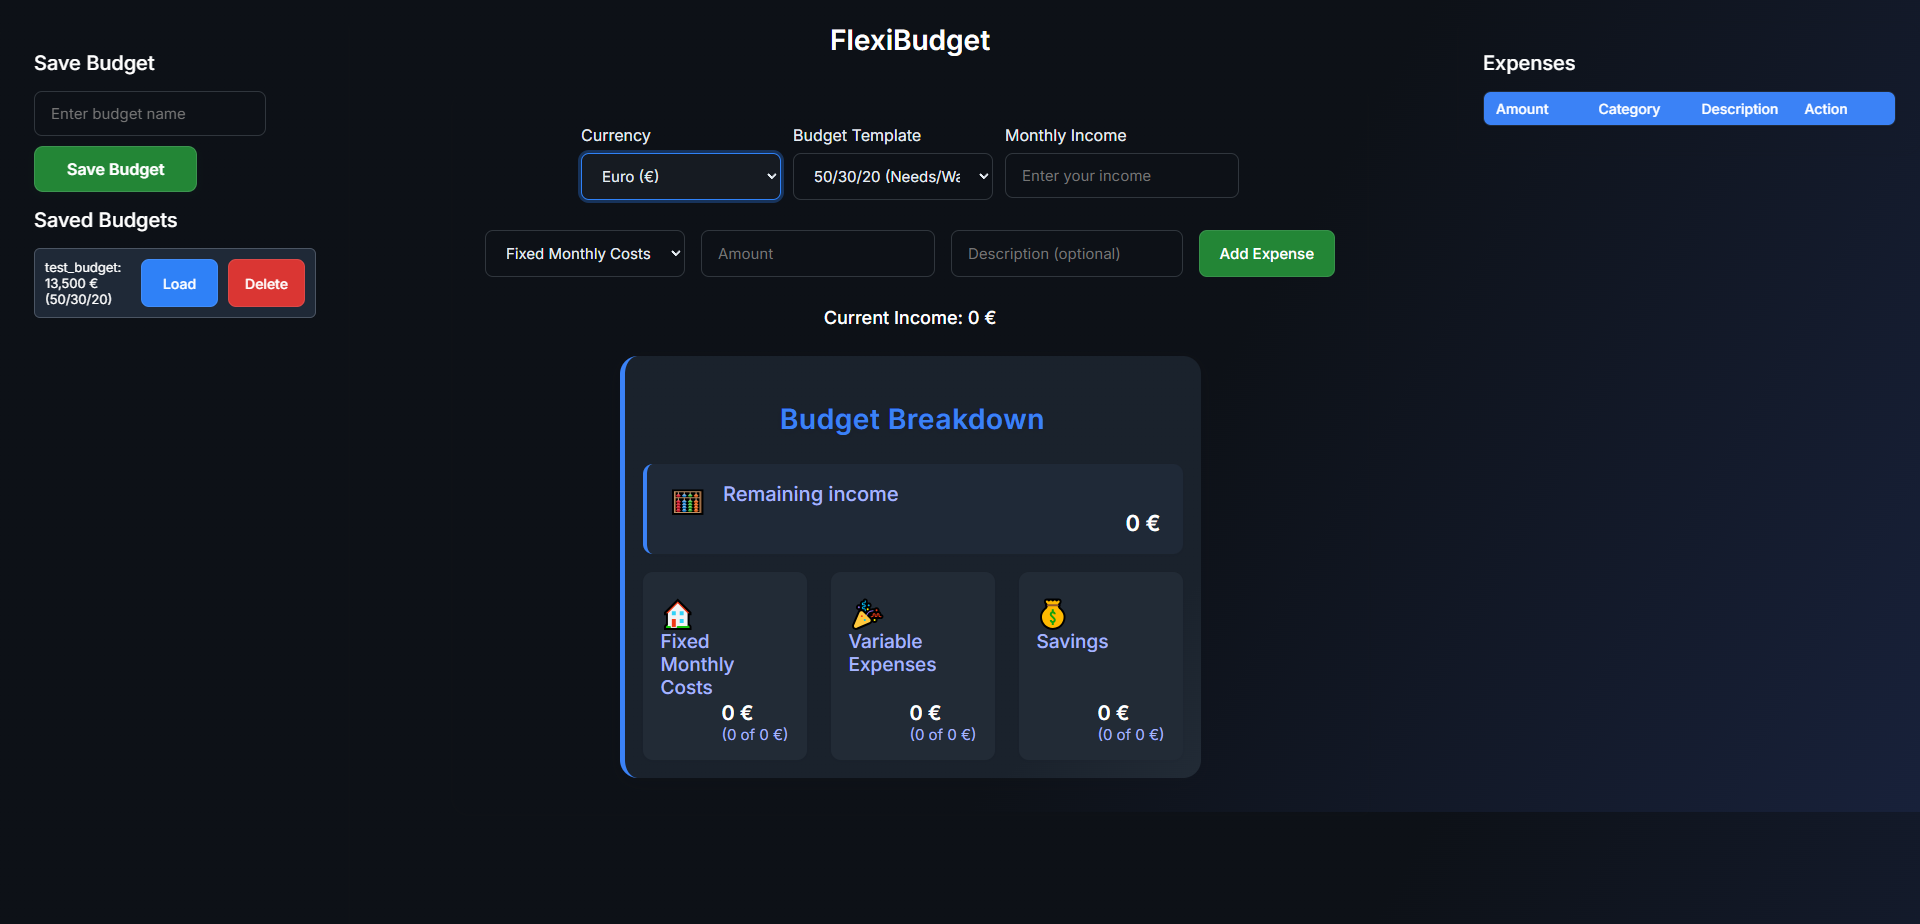 FlexiBudget
Save Budget
Enter budget name
Save Budget
Saved Budgets
test_budget:
13,500 €
(50/30/20)
Load
Delete
Currency
Euro (€)
Budget Template
50/30/20 (Needs/Wa
Monthly Income
Enter your income
Fixed Monthly Costs
Amount
Description (optional)
Add Expense
Current Income: 0 €
Budget Breakdown
Remaining income
0 €
Fixed
Monthly
Costs
0 €
(0 of 0 €)
Variable
Expenses
0 €
(0 of 0 €)
Savings
0 €
(0 of 0 €)
Expenses
Amount Category Description Action